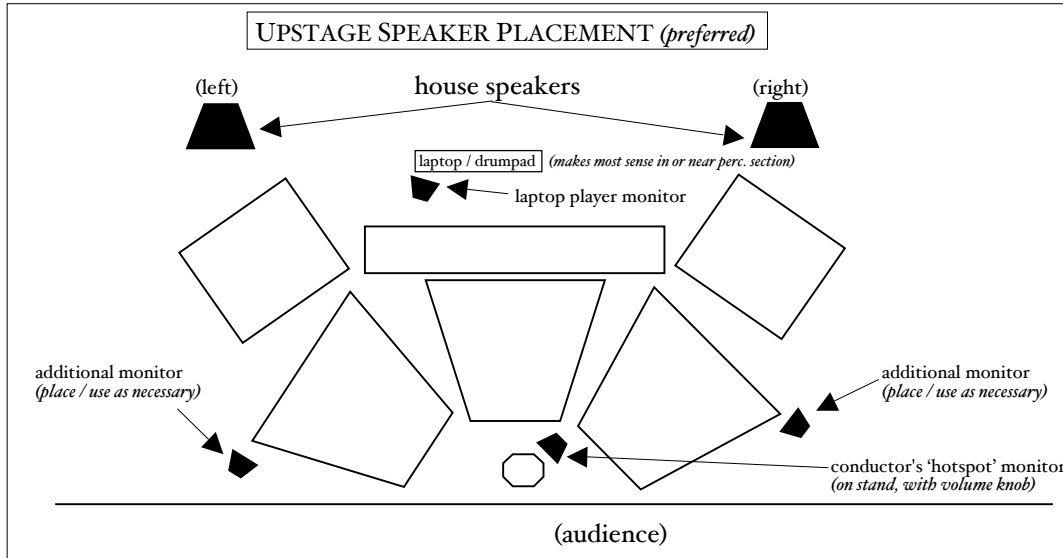 UPSTAGE SPEAKER PLACEMENT (preferred)
(left)
house speakers
(right)
laptop / drumpad (makes most sense in or near perc. section)
laptop player monitor
additional monitor
(place / use as necessary)
additional monitor
(place / use as necessary)
conductor's ‘hotspot’ monitor
(on stand, with volume knob)
(audience)